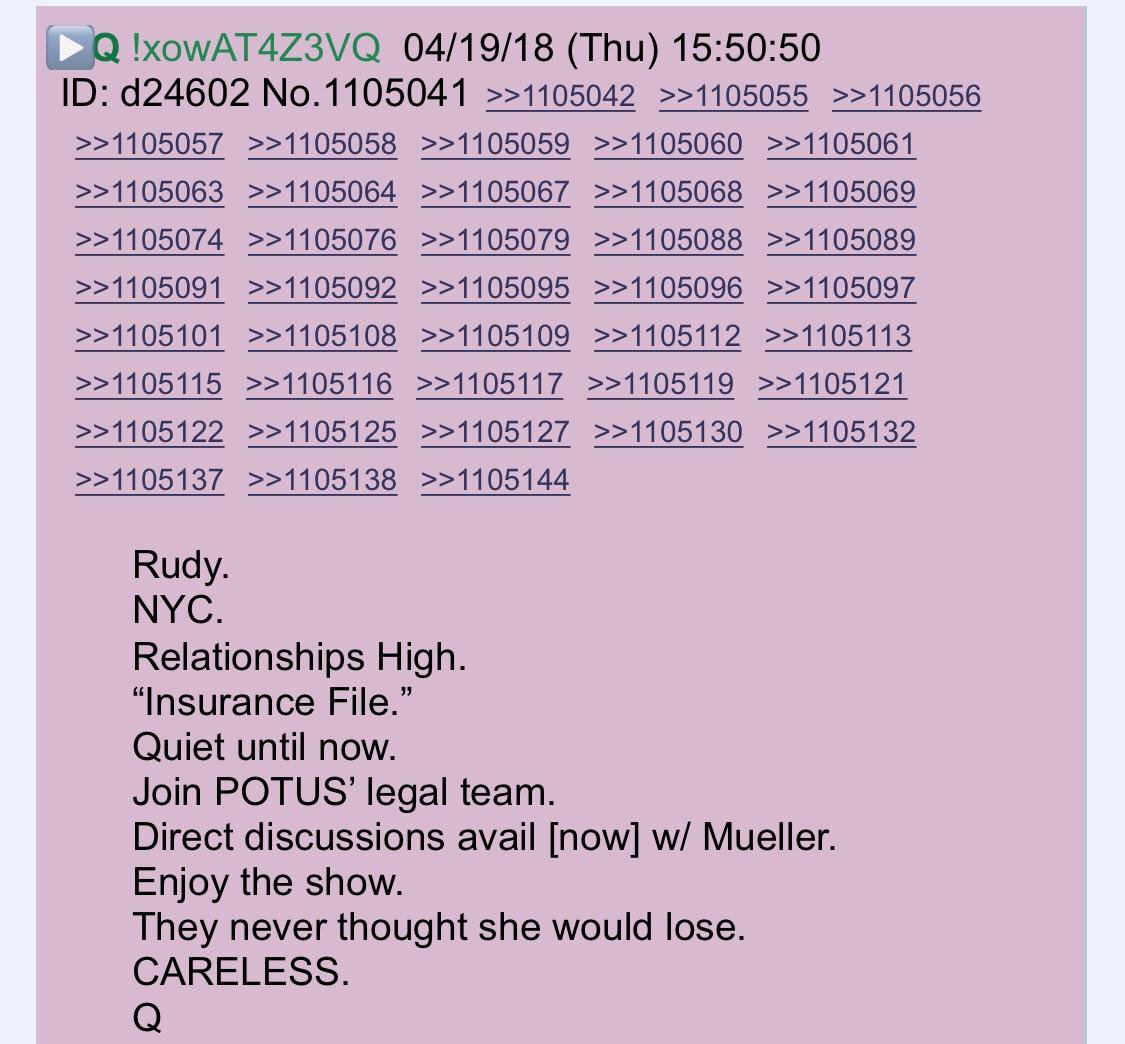 Q !xowAT4Z3VQ 04/19/18 (Thu) 15:50:50
ID: d24602 No.1105041 >>1105042 >>1105055 >>1105056
>>1105057 >>1105058 >>1105059 >>1105060 >>1105061
>>1105063 >>1105064 >>1105067 >>1105068 >>1105069
>>1105074 >>1105076 >>1105079 >>1105088 >>1105089
>>1105091 >>1105092 >>1105095 >>1105096 >>1105097
>>1105101 >>1105108 >>1105109 >>1105112 >>1105113
>>1105115 >>1105116 >>1105117 >>1105119 >>1105121
>>1105122 >>1105125 >>1105127 >>1105130 >>1105132
>>1105137 >>1105138 >>1105144
Rudy.
NYC.
Relationships High.
“Insurance File.”
Quiet until now.
Join POTUS’ legal team.
Direct discussions avail [now] w/ Mueller.
Enjoy the show.
They never thought she would lose.
CARELESS.
Q